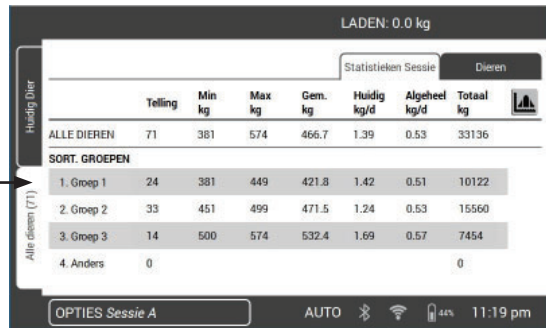 LADEN: 0.0 kg
Statistieken Sessie Dieren
Huidig Dier
Telling Min kg Max kg Gem. kg Huidig kg/d Algeheel kg/d Totaal kg
ALLE DIEREN 71 381 574 466.7 1.39 0.53 33136
SORT. GROEPEN
1. Groep 1 24 381 449 421.8 1.42 0.51 10122
2. Groep 2 33 451 499 471.5 1.24 0.53 15560
3. Groep 3 14 500 574 532.4 1.69 0.57 7454
4. Anders 0 0
Alle dieren (71)
OPTIES Sessie A AUTO 44% 11:19 pm